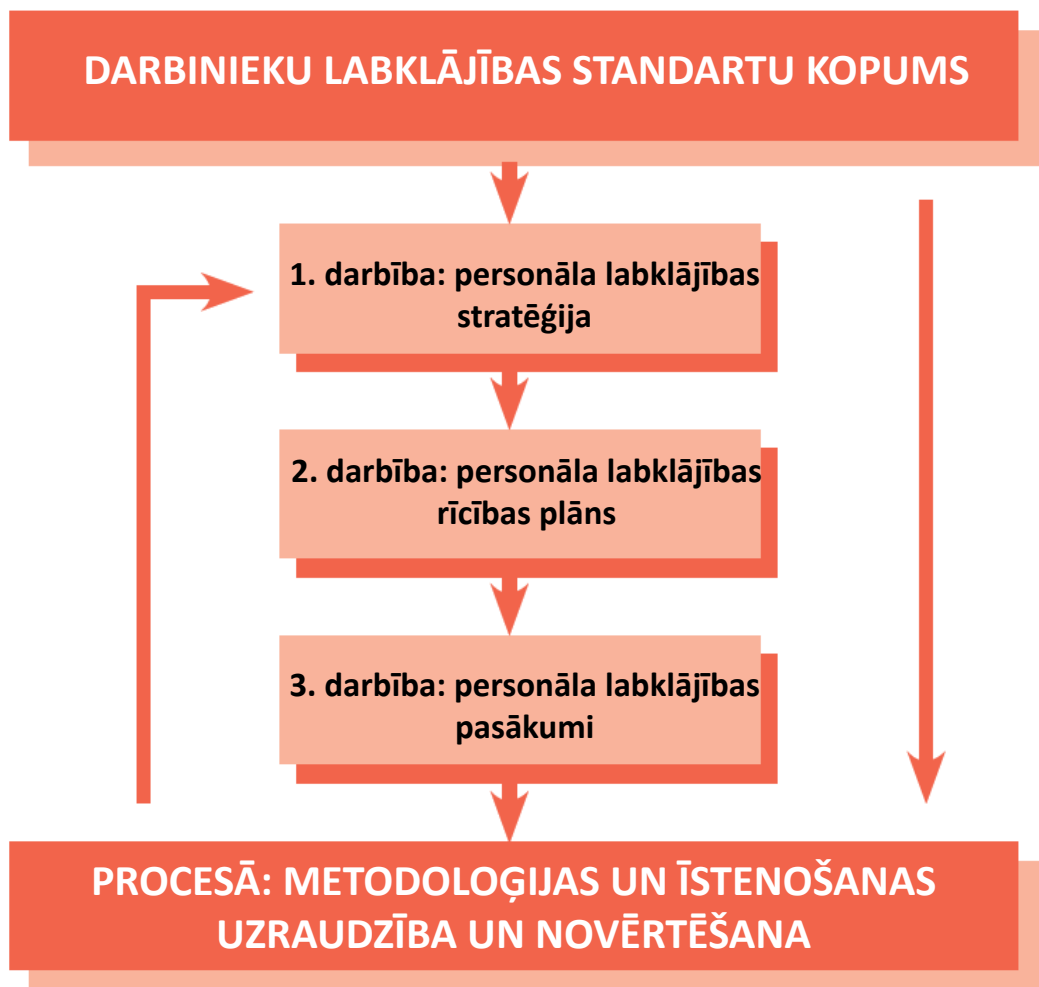 DARBINIEKU LABKLĀJĪBAS STANDARTU KOPUMS
1. darbība: personāla labklājības
stratēģija
2. darbība: personāla labklājības
rīcības plāns
3. darbība: personāla labklājības
pasākumi
PROCESĀ: METODOLOĢIJAS UN ĪSTENOŠANAS
UZRAUDZĪBA UN NOVĒRTĒŠANA